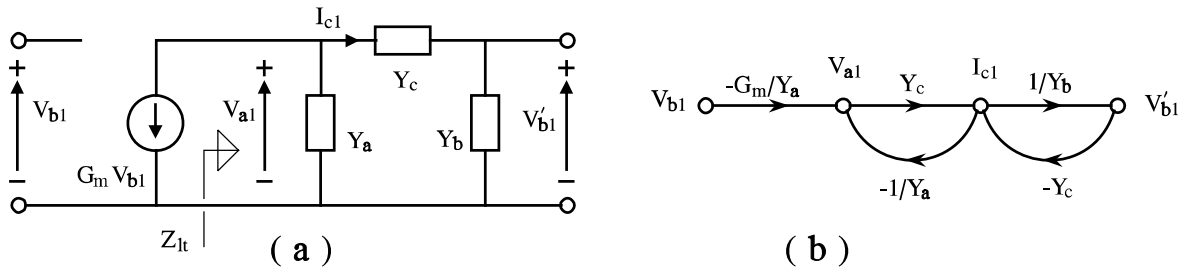 I_c1
+ + +
Y_c
V_b1 V_a1 Y_a Y_b V'_b1
− G_m V_b1 − −
Z_lt
( a )
V_a1 I_c1
V_b1 -G_m/Y_a Y_c 1/Y_b V'_b1
-1/Y_a -Y_c
( b )